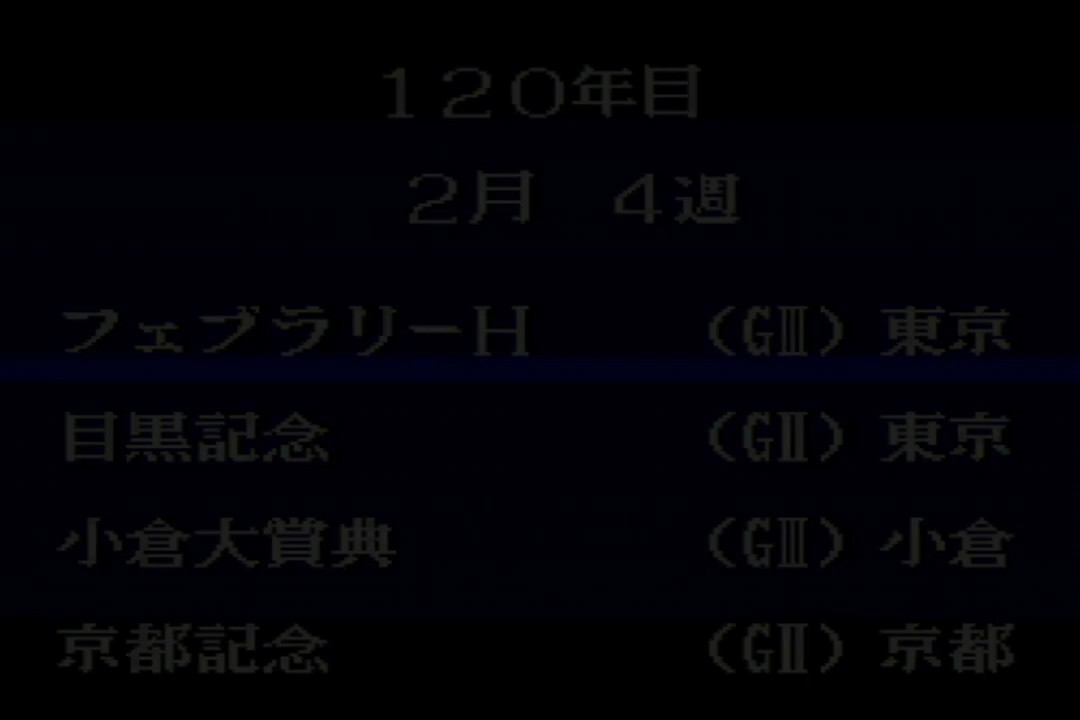 120年目
2月 4週
フェブラリーH (GⅢ) 東京
目黒記念 (GⅡ) 東京
小倉大賞典 (GⅢ) 小倉
京都記念 (GⅡ) 京都